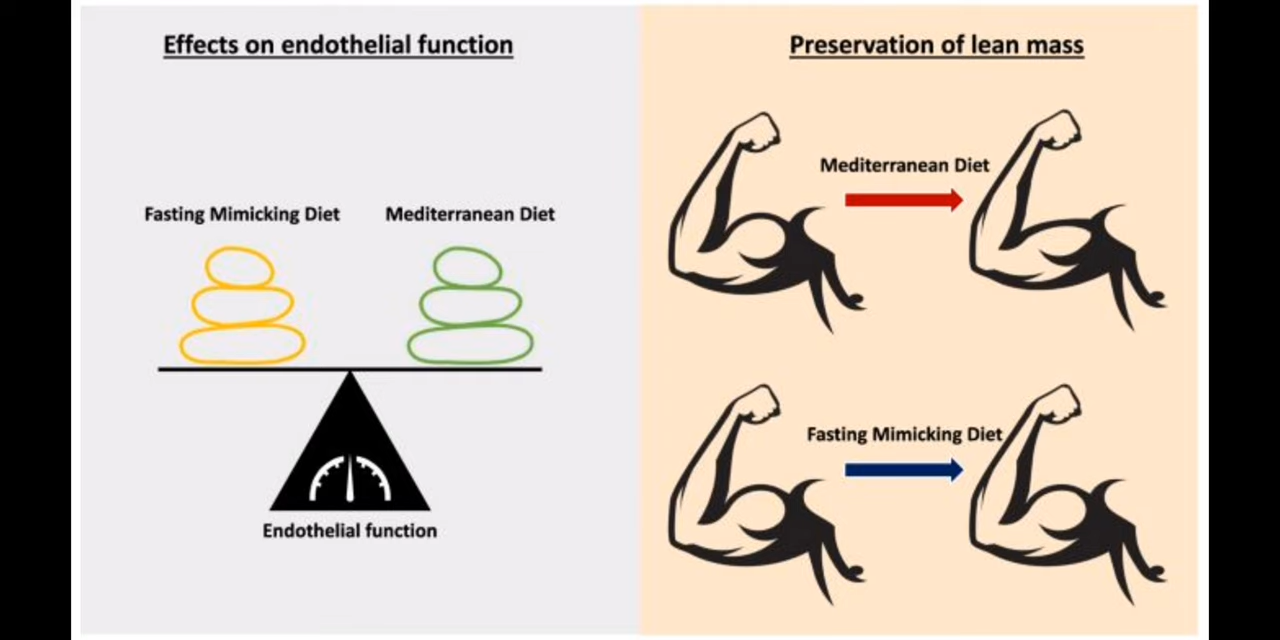 Effects on endothelial function
Fasting Mimicking Diet
Mediterranean Diet
Endothelial function
Preservation of lean mass
Mediterranean Diet
Fasting Mimicking Diet